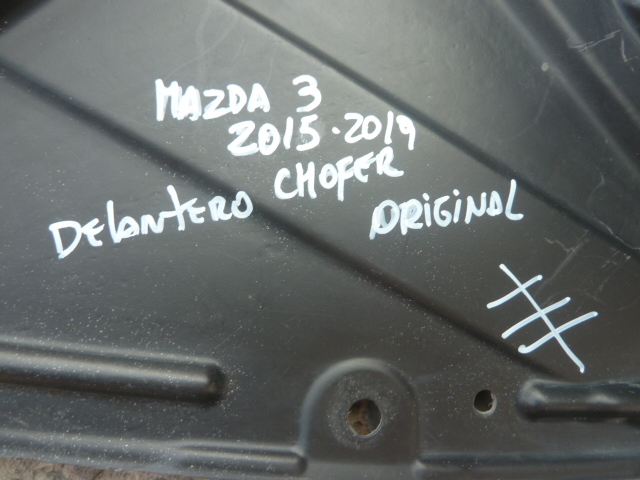 MAZDA 3
2015-2019
DELANTERO CHOFER
ORIGINAL